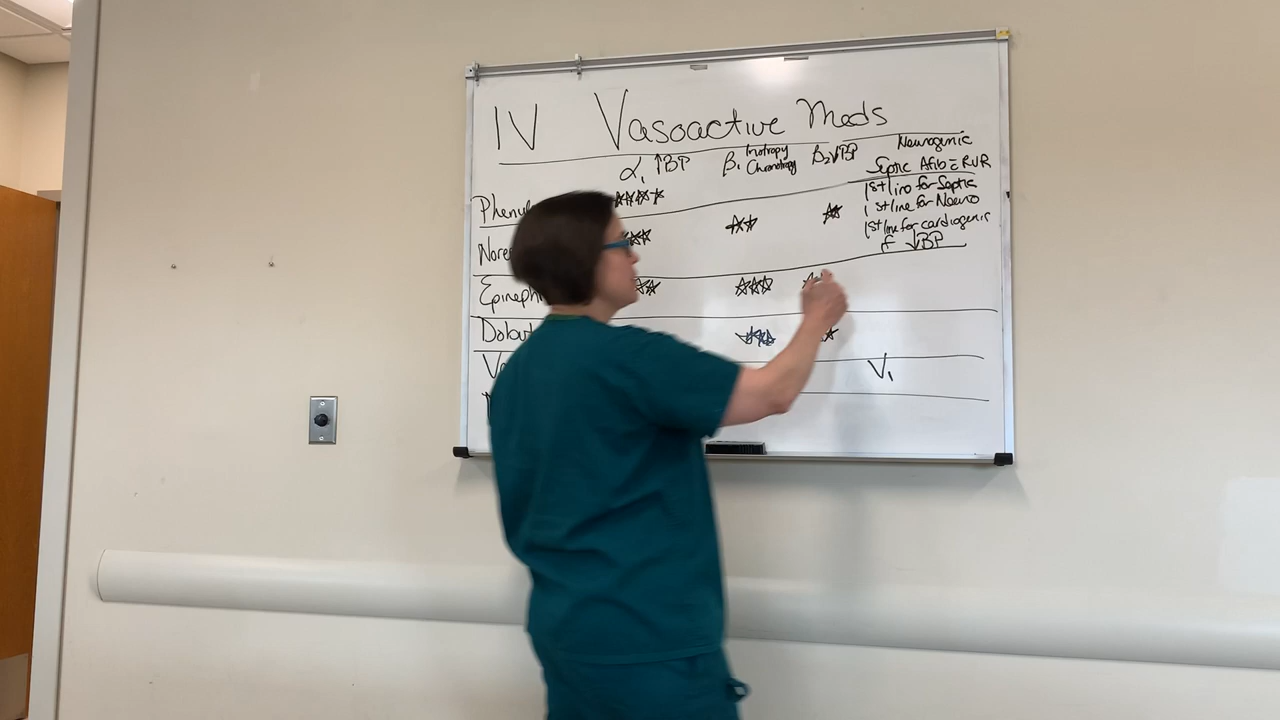 IV Vasoactive Meds
α₁ ↑BP β₁ Inotropy Chronotropy β₂ ↓BP Neurogenic
Septic Afib c̄ RVR
Phenyl
1st line for Septic
1st line for Neuro
Nore
1st line for cardiogenic
c̄ ↓BP
Epineph
Dobut
V₁